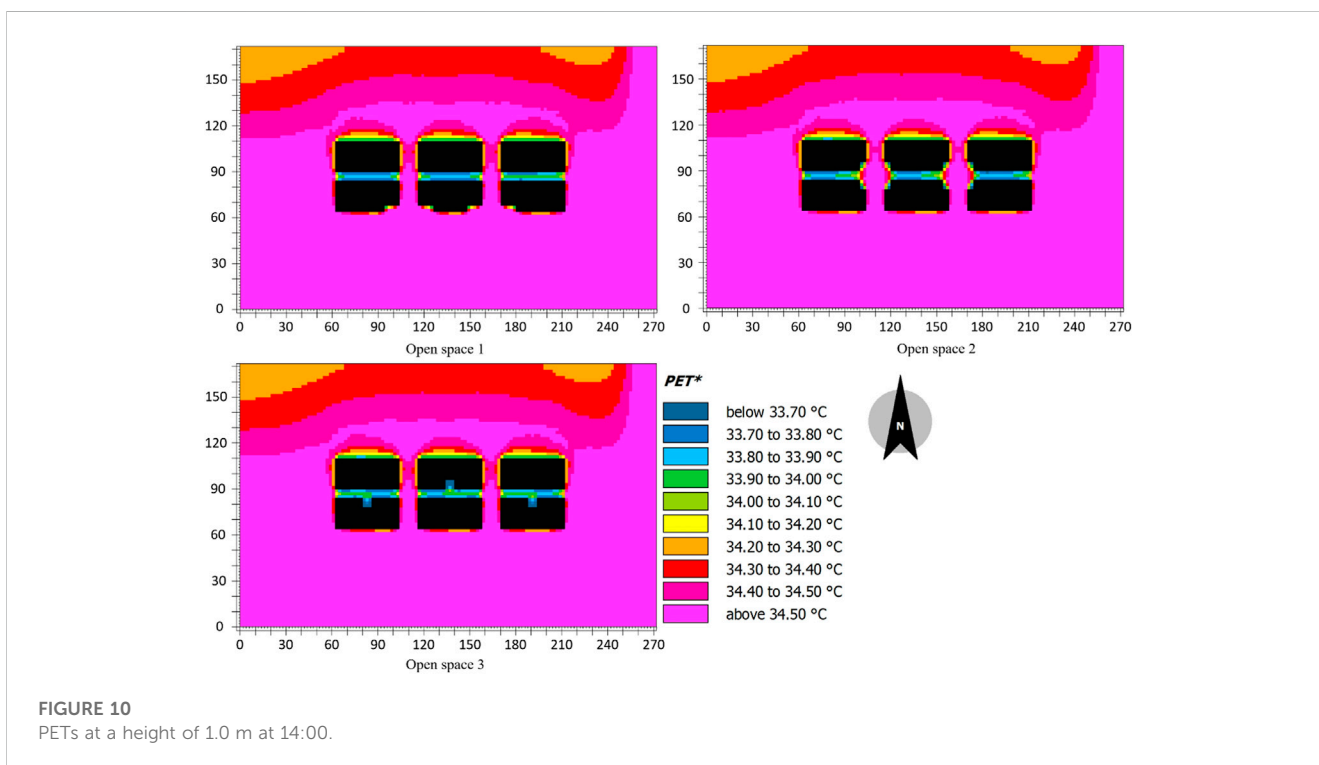 150
120
90
60
30
0
0 30 60 90 120 150 180 210 240 270
Open space 1
150
120
90
60
30
0
0 30 60 90 120 150 180 210 240 270
Open space 2
150
120
90
60
30
0
0 30 60 90 120 150 180 210 240 270
Open space 3
PET*
below 33.70 °C
33.70 to 33.80 °C
33.80 to 33.90 °C
33.90 to 34.00 °C
34.00 to 34.10 °C
34.10 to 34.20 °C
34.20 to 34.30 °C
34.30 to 34.40 °C
34.40 to 34.50 °C
above 34.50 °C
N
FIGURE 10
PETs at a height of 1.0 m at 14:00.